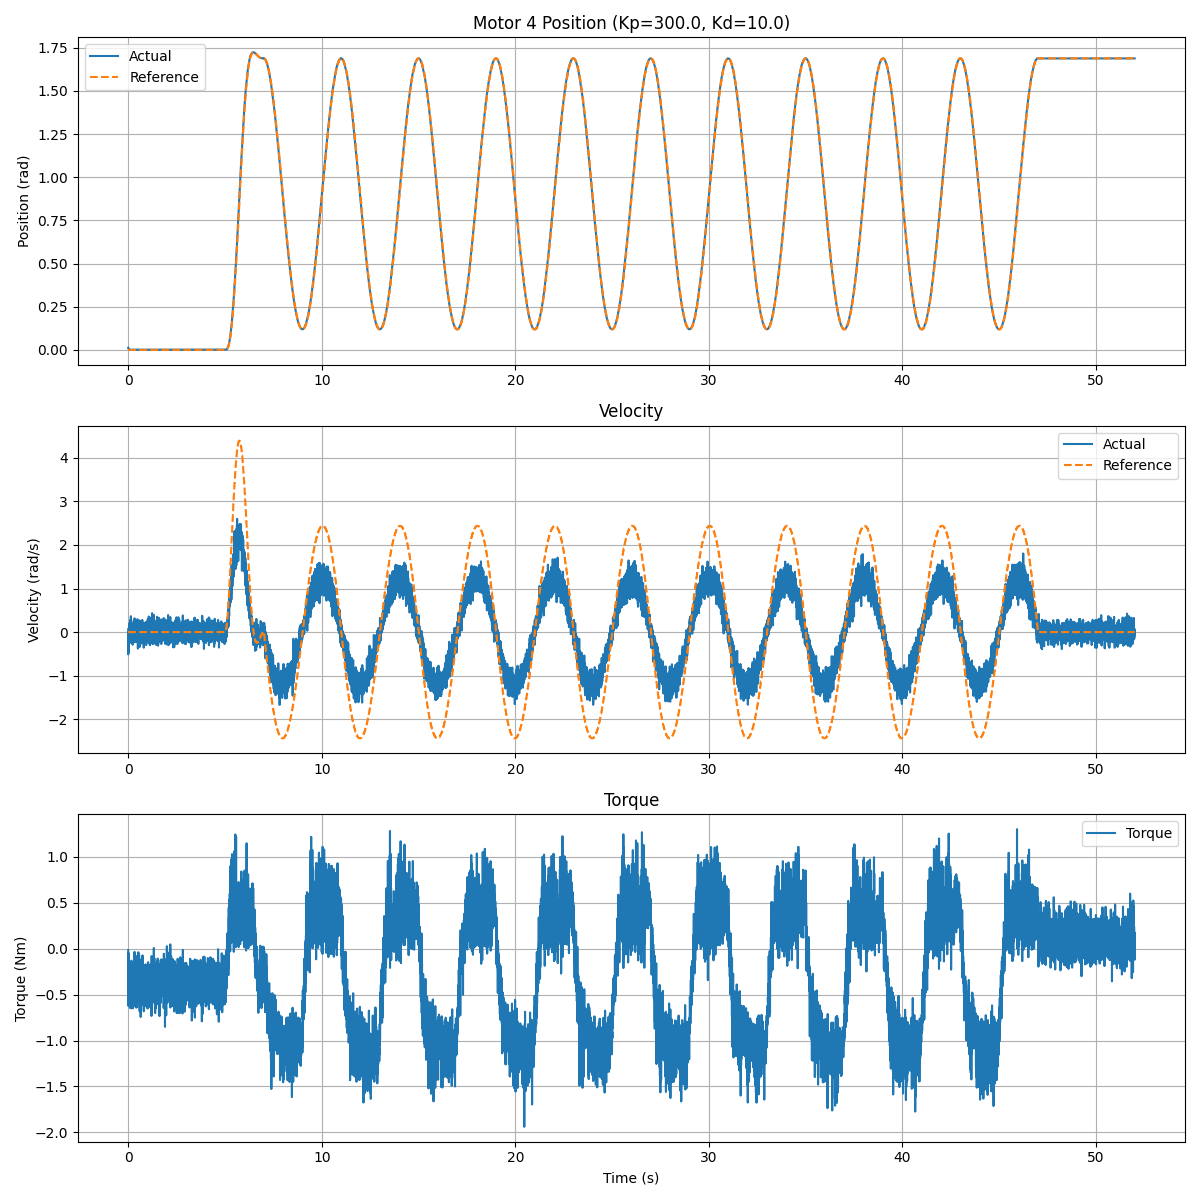 Motor 4 Position (Kp=300.0, Kd=10.0)
Actual
Reference
Position (rad)
1.75
1.50
1.25
1.00
0.75
0.50
0.25
0.00
0 10 20 30 40 50
Velocity
Actual
Reference
Velocity (rad/s)
4
3
2
1
0
−1
−2
0 10 20 30 40 50
Torque
Torque
Torque (Nm)
1.0
0.5
0.0
−0.5
−1.0
−1.5
−2.0
0 10 20 30 40 50
Time (s)